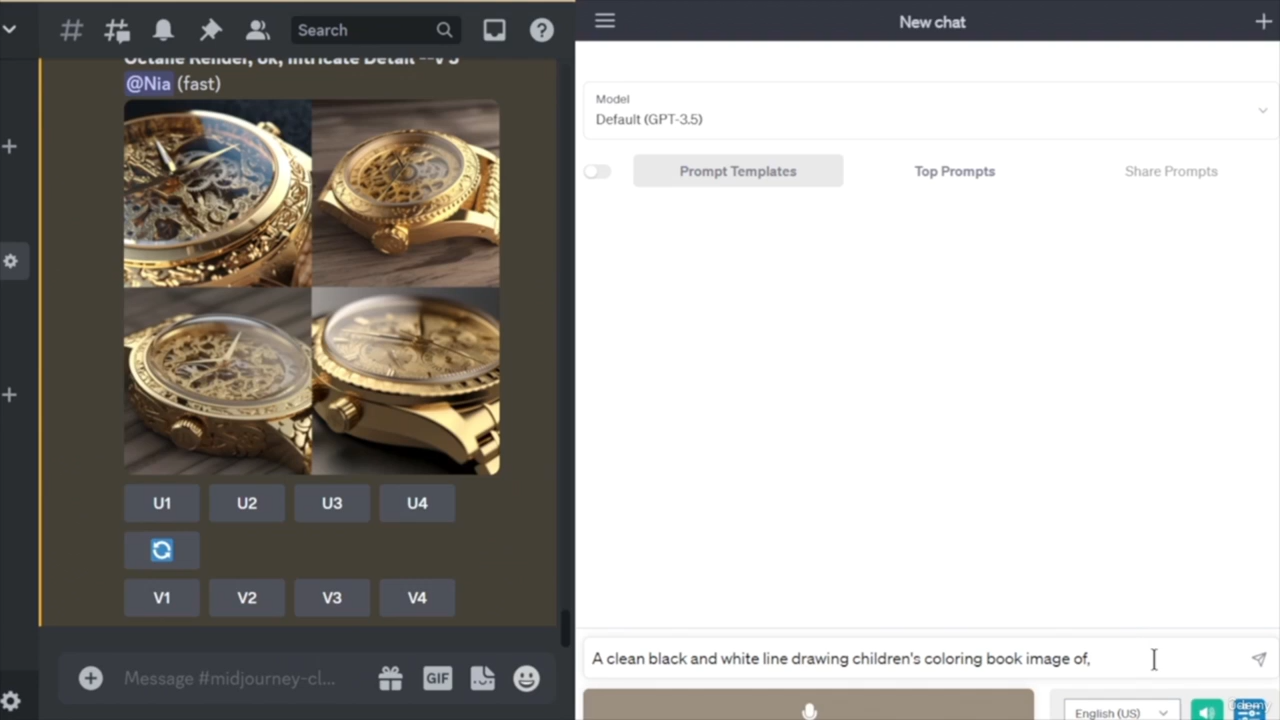 Search
New chat
Octane Render, 8k, Intricate Detail --v 5
@Nia (fast)
Model
Default (GPT-3.5)
Prompt Templates
Top Prompts
Share Prompts
U1
U2
U3
U4
V1
V2
V3
V4
A clean black and white line drawing children's coloring book image of,
Message #midjourney-cl...
GIF
English (US)
Udemy